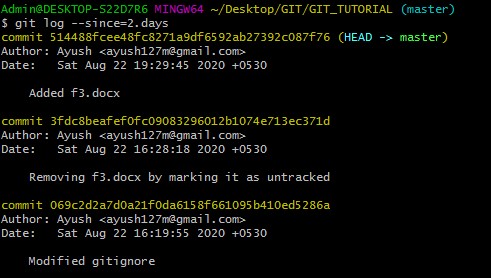 Admin@DESKTOP-S22D7R6 MINGW64 ~/Desktop/GIT/GIT_TUTORIAL (master)
$ git log --since=2.days
commit 514488fcee48fc8271a9df6592ab27392c087f76 (HEAD -> master)
Author: Ayush <ayush127m@gmail.com>
Date:   Sat Aug 22 19:29:45 2020 +0530
Added f3.docx
commit 3fdc8beafef0fc09083296012b1074e713ec371d
Author: Ayush <ayush127m@gmail.com>
Date:   Sat Aug 22 16:28:18 2020 +0530
Removing f3.docx by marking it as untracked
commit 069c2d2a7d0a21f0da6158f661095b410ed5286a
Author: Ayush <ayush127m@gmail.com>
Date:   Sat Aug 22 16:19:55 2020 +0530
Modified gitignore